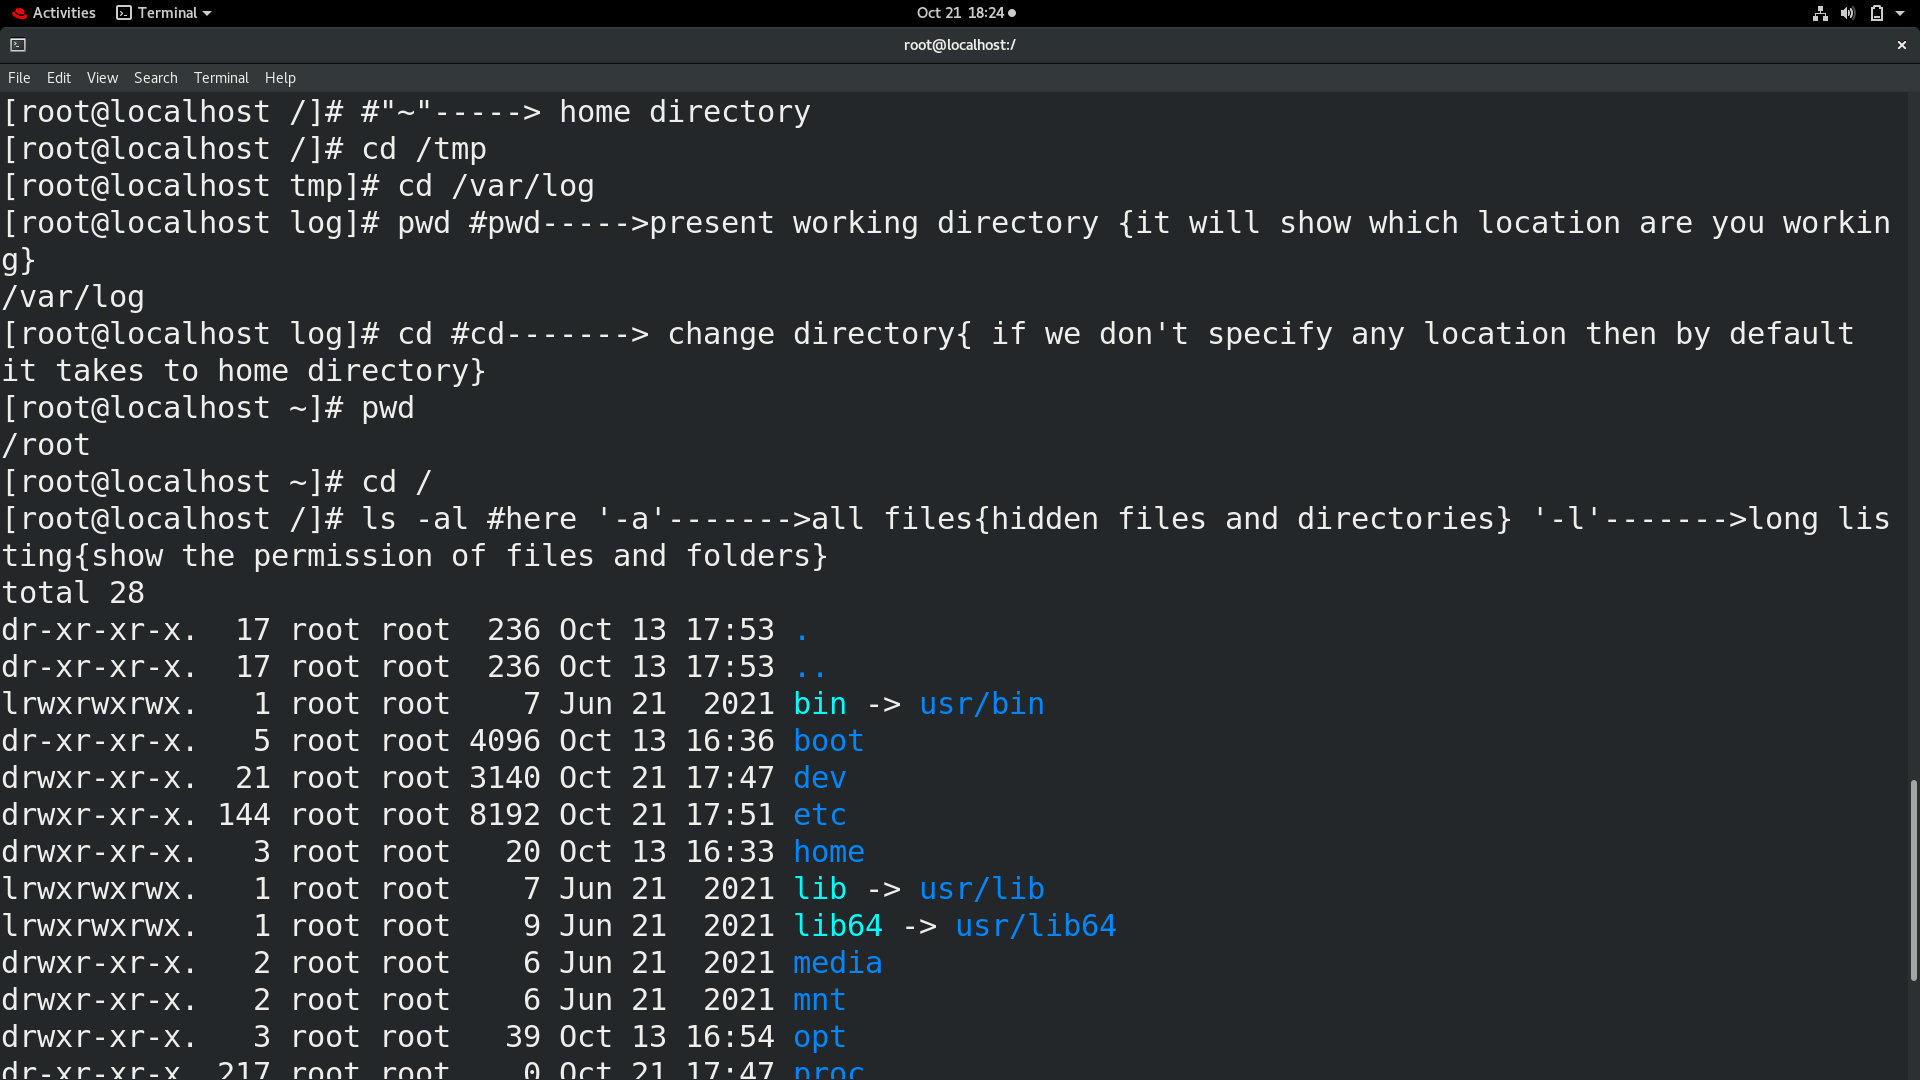 Activities Terminal Oct 21 18:24
root@localhost:/
File Edit View Search Terminal Help
[root@localhost /]# #"~"-----> home directory
[root@localhost /]# cd /tmp
[root@localhost tmp]# cd /var/log
[root@localhost log]# pwd #pwd----->present working directory {it will show which location are you workin
g}
/var/log
[root@localhost log]# cd #cd-------> change directory{ if we don't specify any location then by default
it takes to home directory}
[root@localhost ~]# pwd
/root
[root@localhost ~]# cd /
[root@localhost /]# ls -al #here '-a'------->all files{hidden files and directories} '-l'------->long lis
ting{show the permission of files and folders}
total 28
dr-xr-xr-x.  17 root root  236 Oct 13 17:53 .
dr-xr-xr-x.  17 root root  236 Oct 13 17:53 ..
lrwxrwxrwx.   1 root root    7 Jun 21  2021 bin -> usr/bin
dr-xr-xr-x.   5 root root 4096 Oct 13 16:36 boot
drwxr-xr-x.  21 root root 3140 Oct 21 17:47 dev
drwxr-xr-x. 144 root root 8192 Oct 21 17:51 etc
drwxr-xr-x.   3 root root   20 Oct 13 16:33 home
lrwxrwxrwx.   1 root root    7 Jun 21  2021 lib -> usr/lib
lrwxrwxrwx.   1 root root    9 Jun 21  2021 lib64 -> usr/lib64
drwxr-xr-x.   2 root root    6 Jun 21  2021 media
drwxr-xr-x.   2 root root    6 Jun 21  2021 mnt
drwxr-xr-x.   3 root root   39 Oct 13 16:54 opt
dr-xr-xr-x. 217 root root    0 Oct 21 17:47 proc